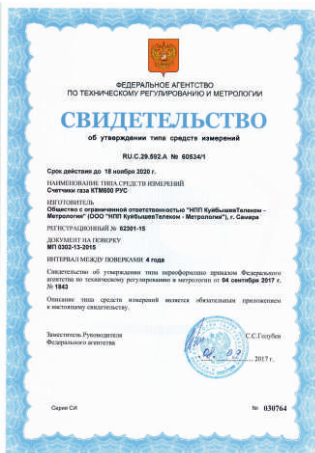 ФЕДЕРАЛЬНОЕ АГЕНТСТВО
ПО ТЕХНИЧЕСКОМУ РЕГУЛИРОВАНИЮ И МЕТРОЛОГИИ
СВИДЕТЕЛЬСТВО
об утверждении типа средств измерений
RU.C.29.592.A № 60534/1
Срок действия до 18 ноября 2020 г.
НАИМЕНОВАНИЕ ТИПА СРЕДСТВ ИЗМЕРЕНИЙ
Счетчики газа КТМ600 РУС
ИЗГОТОВИТЕЛЬ
Общество с ограниченной ответственностью "НПП КуйбышевТелеком -
Метрология" (ООО "НПП КуйбышевТелеком - Метрология"), г. Самара
РЕГИСТРАЦИОННЫЙ № 62301-15
ДОКУМЕНТ НА ПОВЕРКУ
МП 0302-13-2015
ИНТЕРВАЛ МЕЖДУ ПОВЕРКАМИ 4 года
Свидетельство об утверждении типа переоформлено приказом Федерального
агентства по техническому регулированию и метрологии от 04 сентября 2017 г.
№ 1843
Описание типа средств измерений является обязательным приложением
к настоящему свидетельству.
Заместитель Руководителя
Федерального агентства
С.С.Голубев
2017 г.
Серия СИ
№ 030764